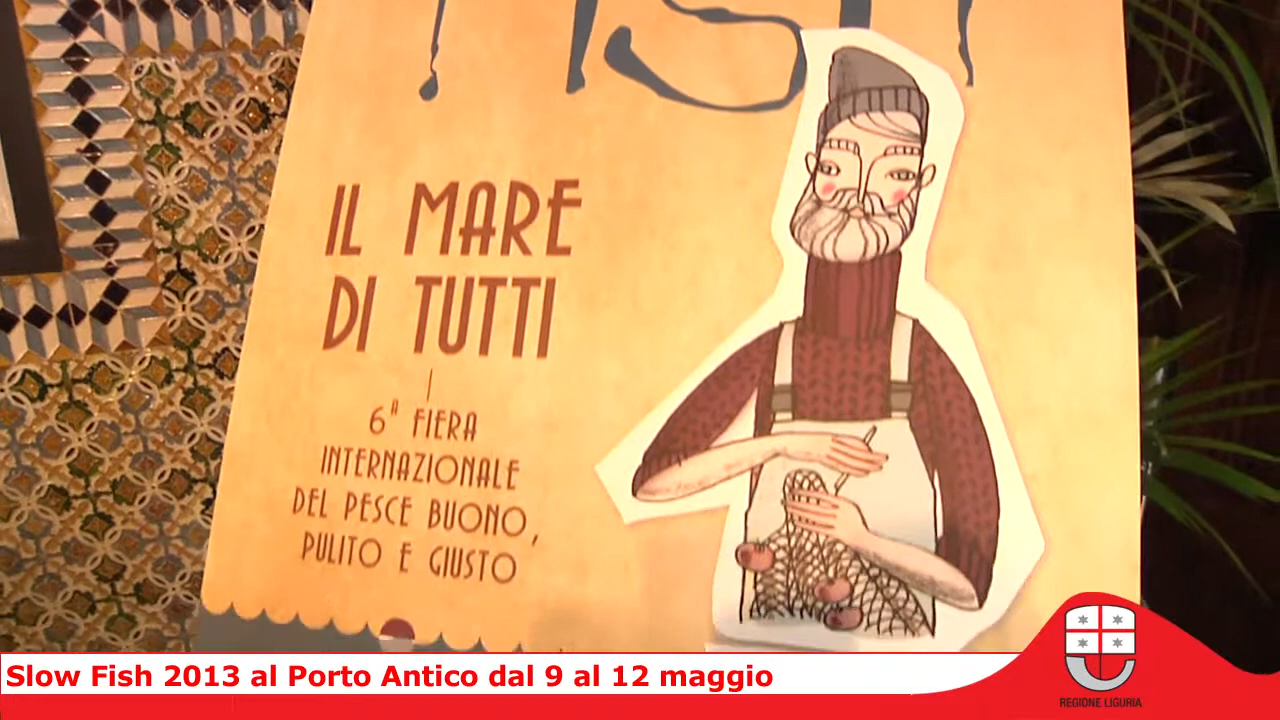 FISH
IL MARE
DI TUTTI
6ª FIERA
INTERNAZIONALE
DEL PESCE BUONO,
PULITO E GIUSTO
Slow Fish 2013 al Porto Antico dal 9 al 12 maggio
REGIONE LIGURIA